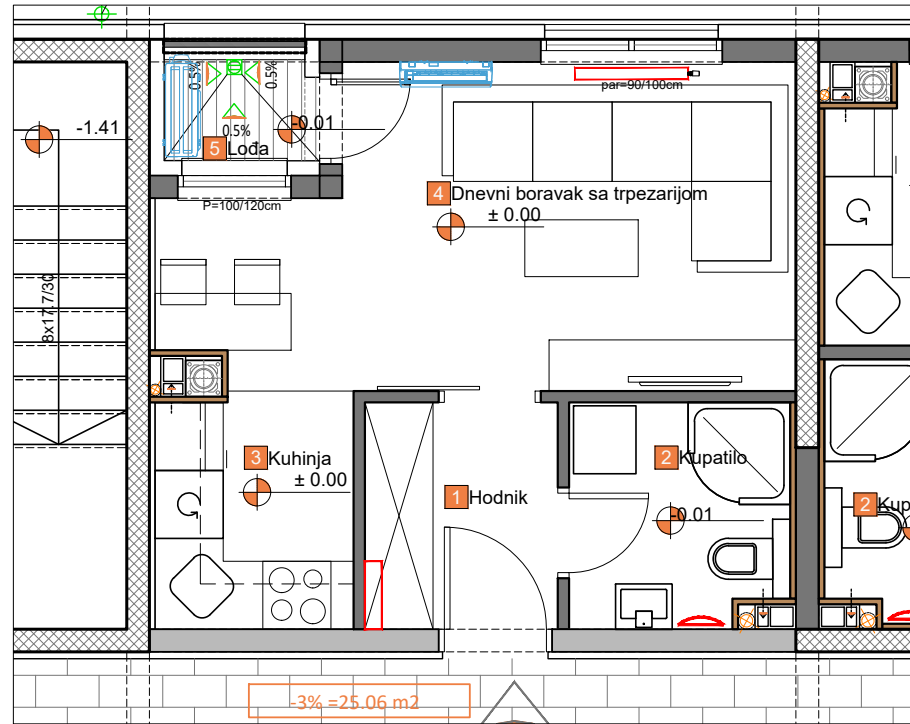 -1.41
8x17.7/30
0.5%
0.5%
0.5%
-0.01
5 Lođa
P=100/120cm
par=90/100cm
4 Dnevni boravak sa trpezarijom
± 0.00
3 Kuhinja
± 0.00
1 Hodnik
2 Kupatilo
-0.01
2 Kup
-3% =25.06 m2